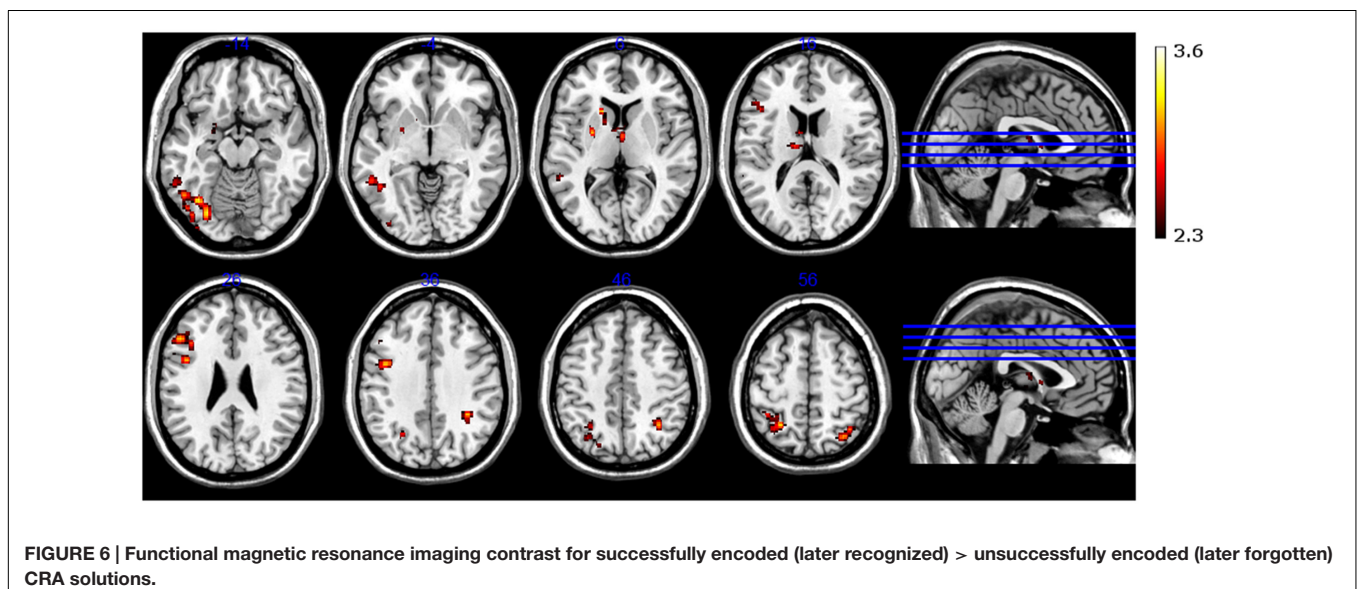 -14 -4 6 16
3.6
2.3
26 36 46 56
FIGURE 6 | Functional magnetic resonance imaging contrast for successfully encoded (later recognized) > unsuccessfully encoded (later forgotten)
CRA solutions.